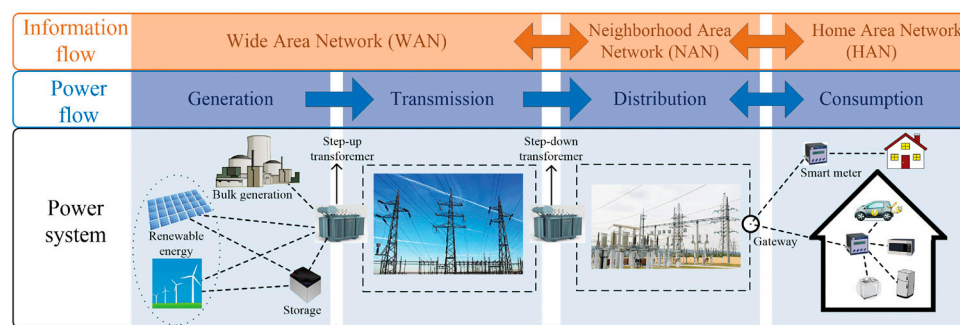 Information
flow
Wide Area Network (WAN)
Neighborhood Area
Network (NAN)
Home Area Network
(HAN)
Power
flow
Generation
Transmission
Distribution
Consumption
Power
system
Bulk generation
Renewable
energy
Storage
Step-up
transforemer
Step-down
transforemer
Gateway
Smart meter